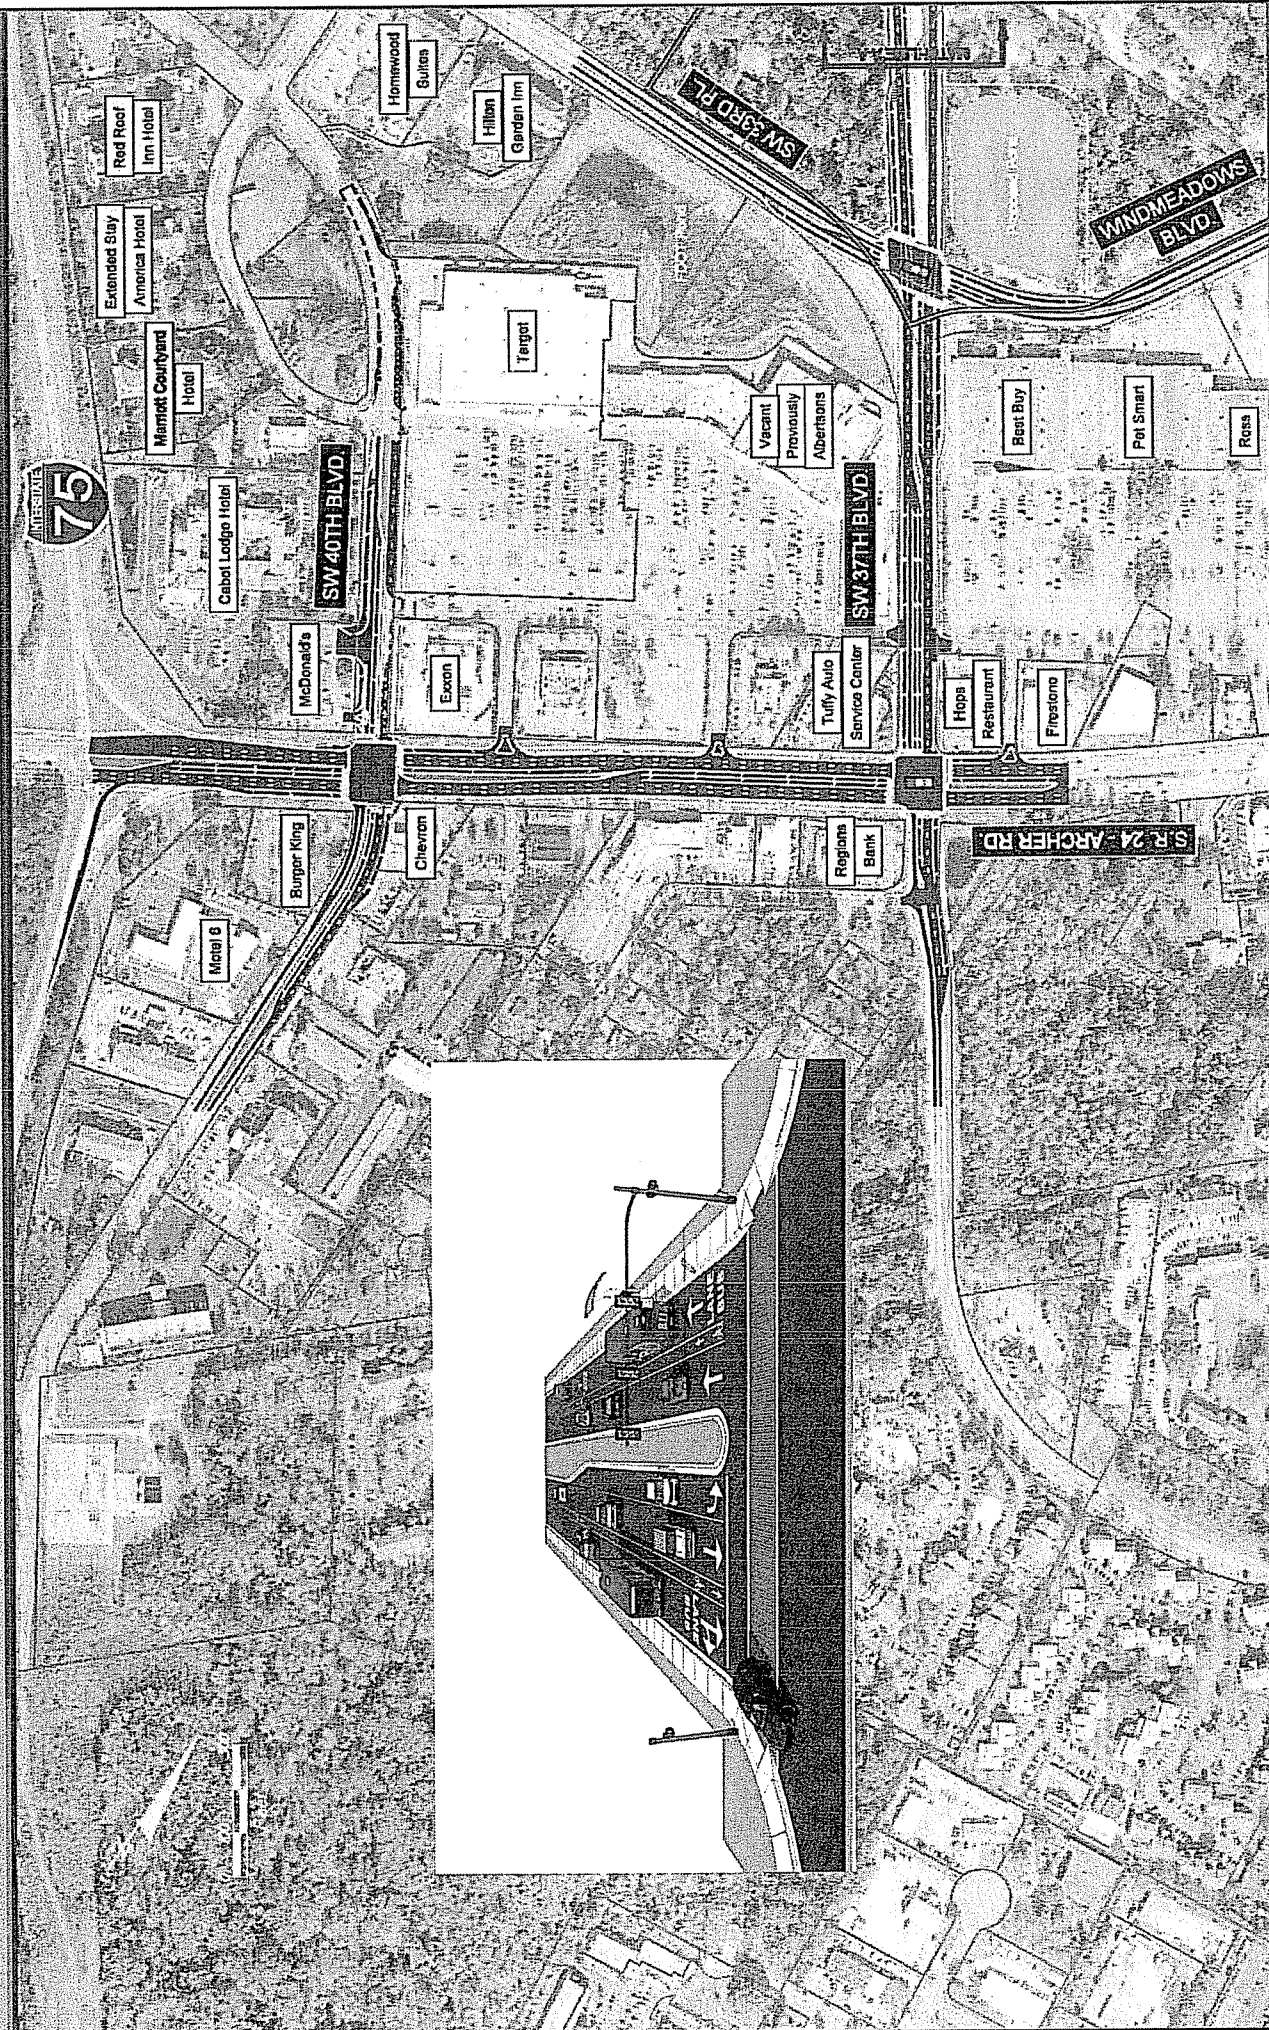 INTERSTATE
75
Red Roof
Inn Hotel
Extended Stay
America Hotel
Marriott Courtyard
Hotel
Cabot Lodge Hotel
McDonalds
SW 40TH BLVD.
Homewood
Suites
Hilton
Garden Inn
Target
Exxon
Burger King
Motel 6
Chevron
SW 33RD PL.
Vacant
Previously
Albertsons
SW 37TH BLVD.
Tuffy Auto
Service Center
Regions
Bank
WINDMEADOWS
BLVD.
Best Buy
Pet Smart
Ross
Hops
Restaurant
Firestone
S.R. 24 - ARCHER RD